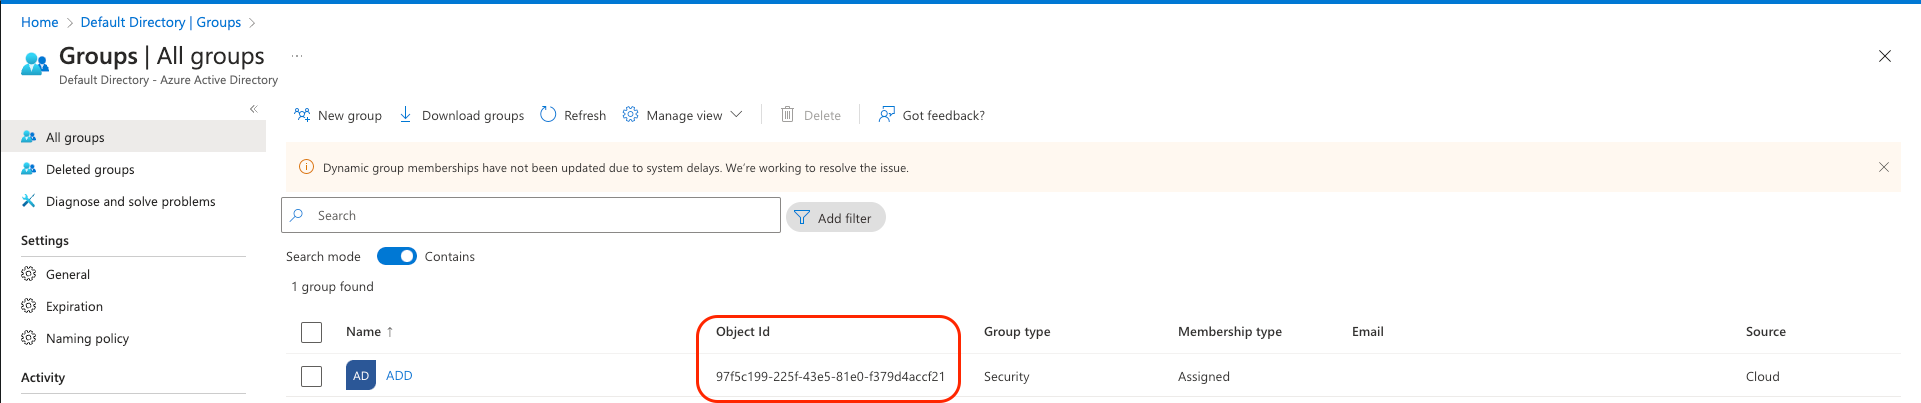 Home > Default Directory | Groups >
Groups | All groups ...
Default Directory - Azure Active Directory
«
All groups
Deleted groups
Diagnose and solve problems
Settings
General
Expiration
Naming policy
Activity
New group Download groups Refresh Manage view Delete Got feedback?
Dynamic group memberships have not been updated due to system delays. We're working to resolve the issue.
Search Add filter
Search mode Contains
1 group found
Name ↑ Object Id Group type Membership type Email Source
AD ADD 97f5c199-225f-43e5-81e0-f379d4accf21 Security Assigned Cloud